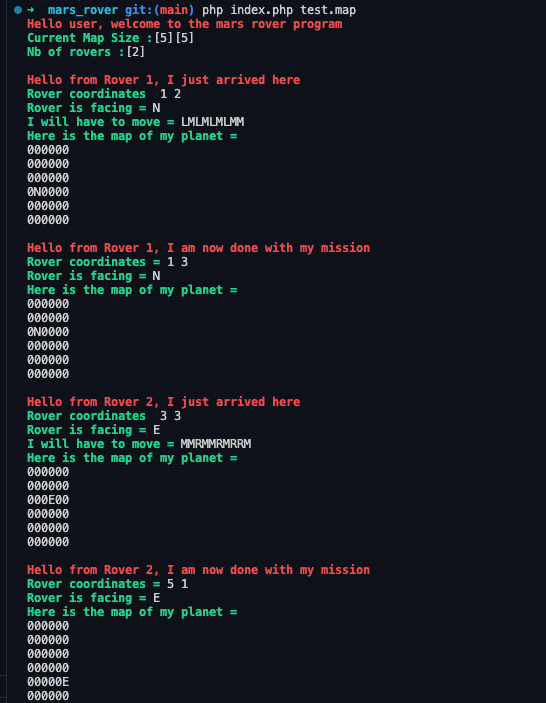 → mars_rover git:(main) php index.php test.map
Hello user, welcome to the mars rover program
Current Map Size :[5][5]
Nb of rovers :[2]
Hello from Rover 1, I just arrived here
Rover coordinates  1 2
Rover is facing = N
I will have to move = LMLMLMLMM
Here is the map of my planet =
000000
000000
000000
0N0000
000000
000000
Hello from Rover 1, I am now done with my mission
Rover coordinates = 1 3
Rover is facing = N
Here is the map of my planet =
000000
000000
0N0000
000000
000000
000000
Hello from Rover 2, I just arrived here
Rover coordinates  3 3
Rover is facing = E
I will have to move = MMRMMRMRRM
Here is the map of my planet =
000000
000000
000E00
000000
000000
000000
Hello from Rover 2, I am now done with my mission
Rover coordinates = 5 1
Rover is facing = E
Here is the map of my planet =
000000
000000
000000
000000
00000E
000000